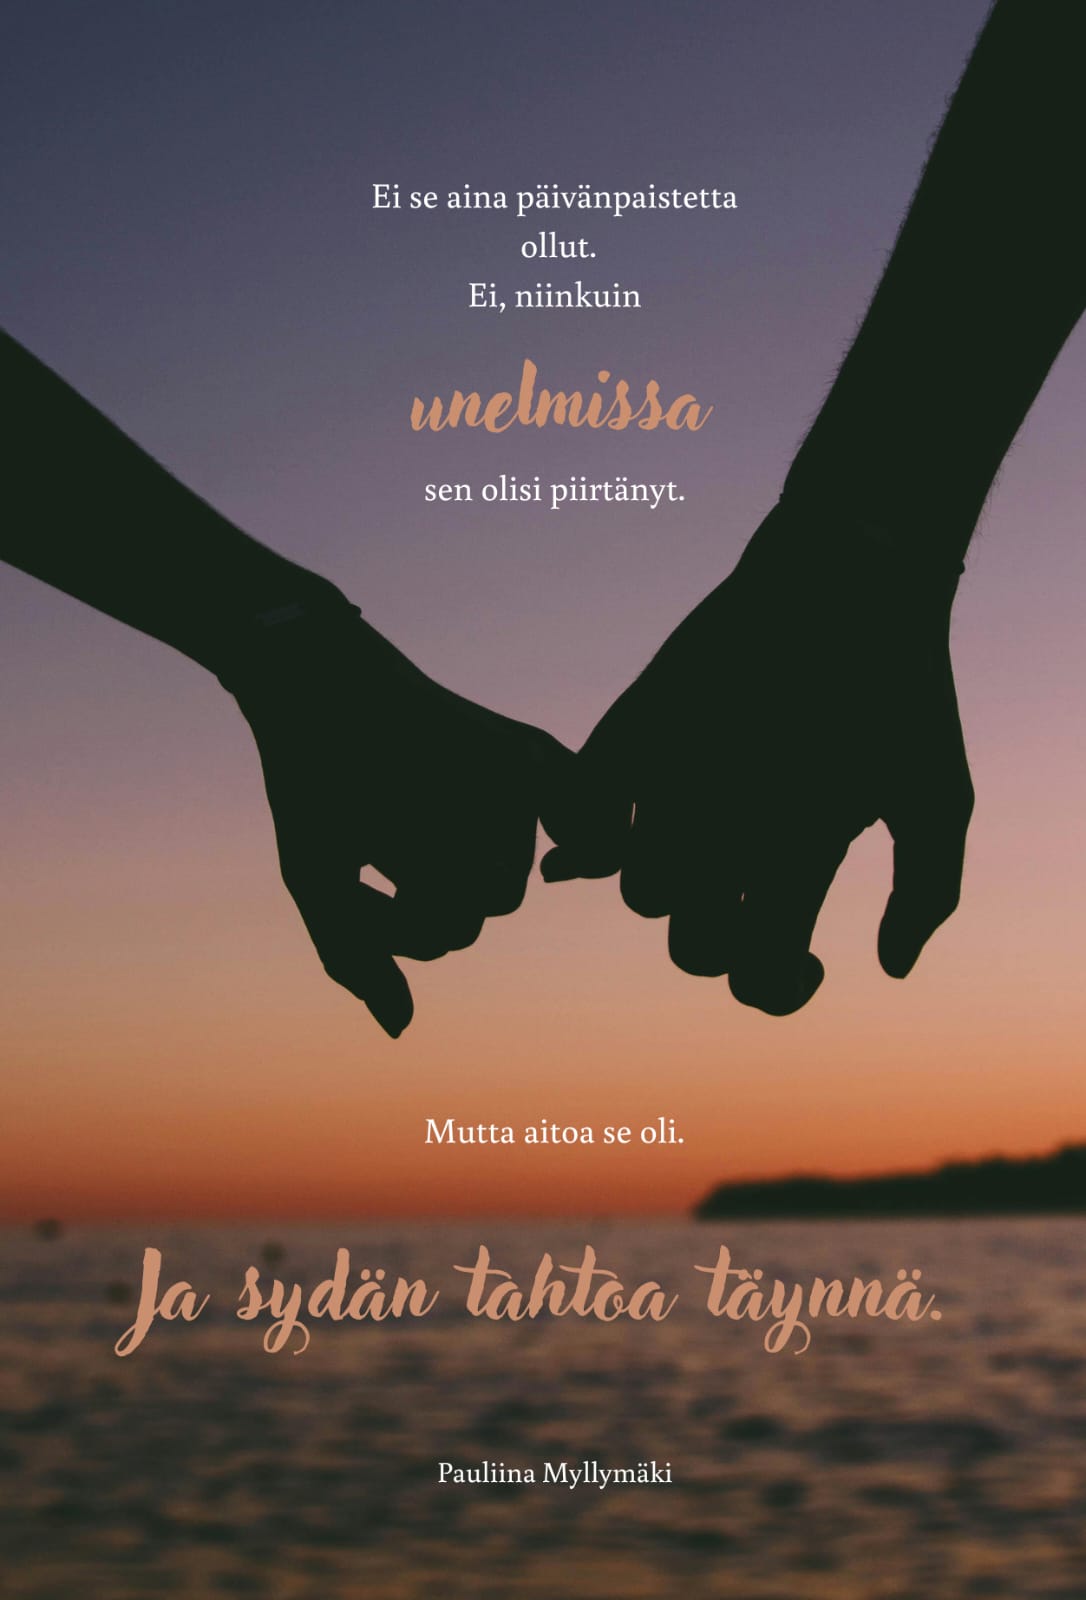 Ei se aina päivänpaistetta
ollut.
Ei, niinkuin
unelmissa
sen olisi piirtänyt.
Mutta aitoa se oli.
Ja sydän tahtoa täynnä.
Pauliina Myllymäki